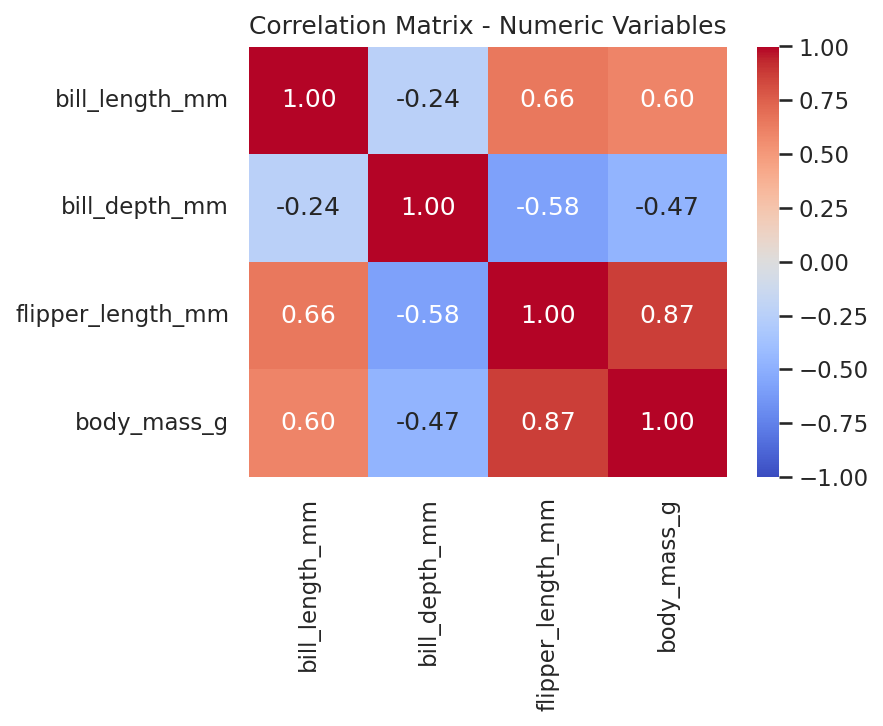 Correlation Matrix - Numeric Variables
bill_length_mm 1.00 -0.24 0.66 0.60
bill_depth_mm -0.24 1.00 -0.58 -0.47
flipper_length_mm 0.66 -0.58 1.00 0.87
body_mass_g 0.60 -0.47 0.87 1.00
bill_length_mm
bill_depth_mm
flipper_length_mm
body_mass_g
1.00
0.75
0.50
0.25
0.00
−0.25
−0.50
−0.75
−1.00